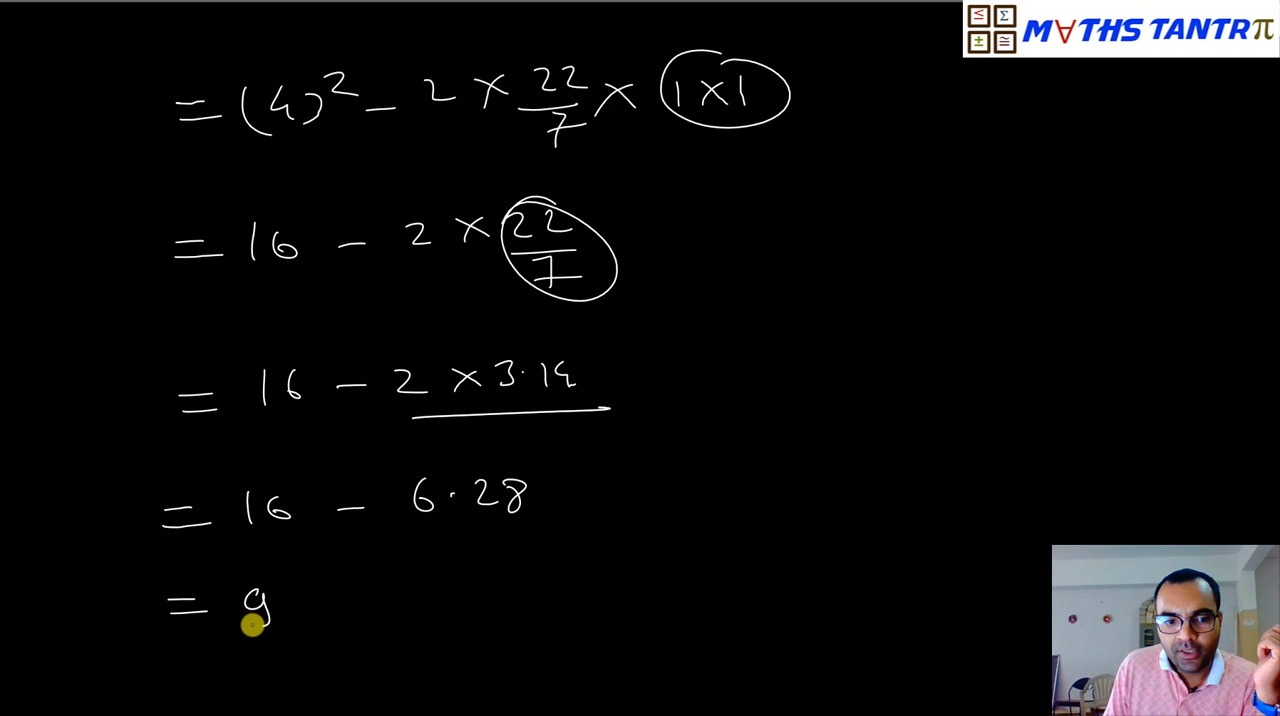 ≤ Σ ± ≅ M∀THS TANTRπ
= (4)² - 2 × 22/7 × 1×1
= 16 - 2 × 22/7
= 16 - 2 × 3.14
= 16 - 6.28
= 9